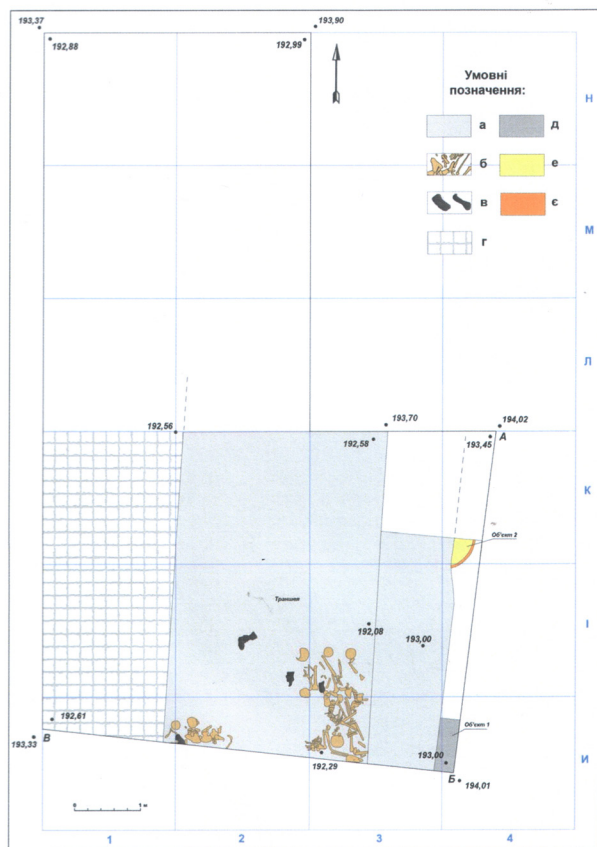 193,37
193,90
192,88
192,99
Умовні
позначення:
Н
а
д
б
е
в
є
г
М
Л
193,70
194,02
192,56
192,58
193,45
А
К
Об'єкт 2
Траншея
192,08
193,00
І
192,61
В
193,33
Об'єкт 1
193,00
192,29
Б
194,01
И
0
1 м
1
2
3
4